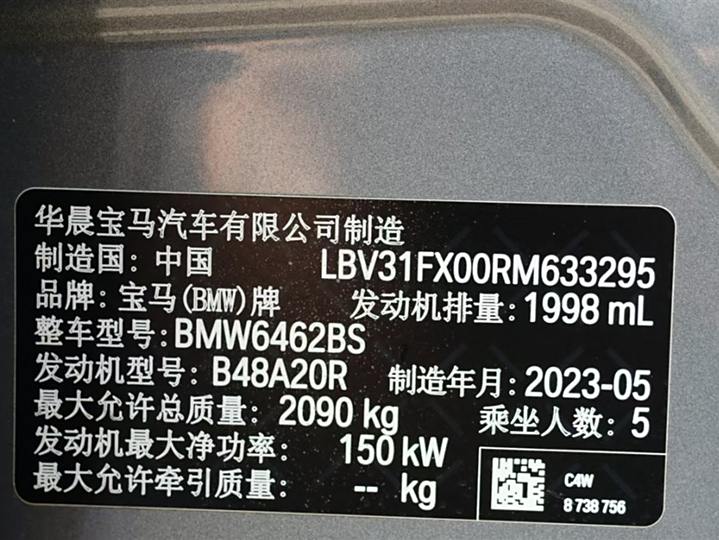 华晨宝马汽车有限公司制造
制造国: 中国 LBV31FX00RM633295
品牌: 宝马(BMW)牌 发动机排量: 1998 mL
整车型号: BMW6462BS
发动机型号: B48A20R 制造年月: 2023-05
最大允许总质量: 2090 kg 乘坐人数: 5
发动机最大净功率: 150 kW
最大允许牵引质量: -- kg
C4W
8 738 756